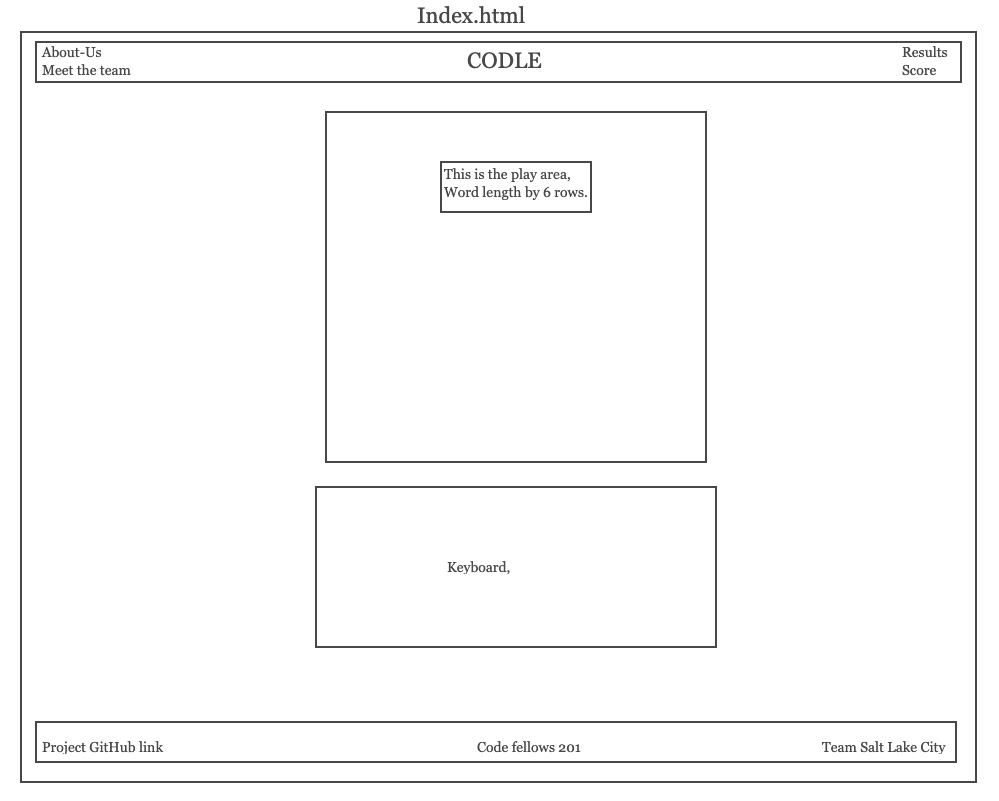 Index.html
About-Us
Meet the team
CODLE
Results
Score
This is the play area,
Word length by 6 rows.
Keyboard,
Project GitHub link
Code fellows 201
Team Salt Lake City